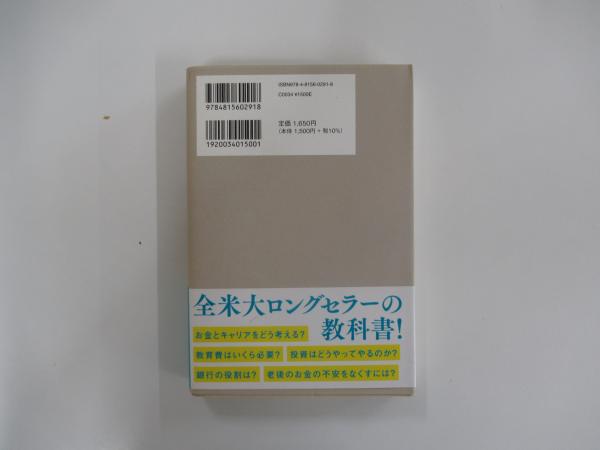 ISBN978-4-8156-0291-8
C0034 ¥1500E
9784815602918
定価 1,650円
(本体 1,500円+税10%)
1920034015001
全米大ロングセラーの
教科書!
お金とキャリアをどう考える?
教育費はいくら必要? 投資はどうやってやるのか?
銀行の役割は? 老後のお金の不安をなくすには?